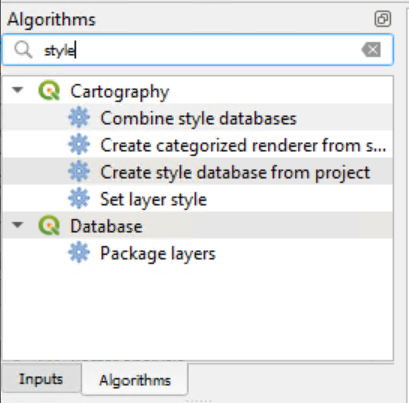 Algorithms
style
Cartography
Combine style databases
Create categorized renderer from s...
Create style database from project
Set layer style
Database
Package layers
Inputs Algorithms